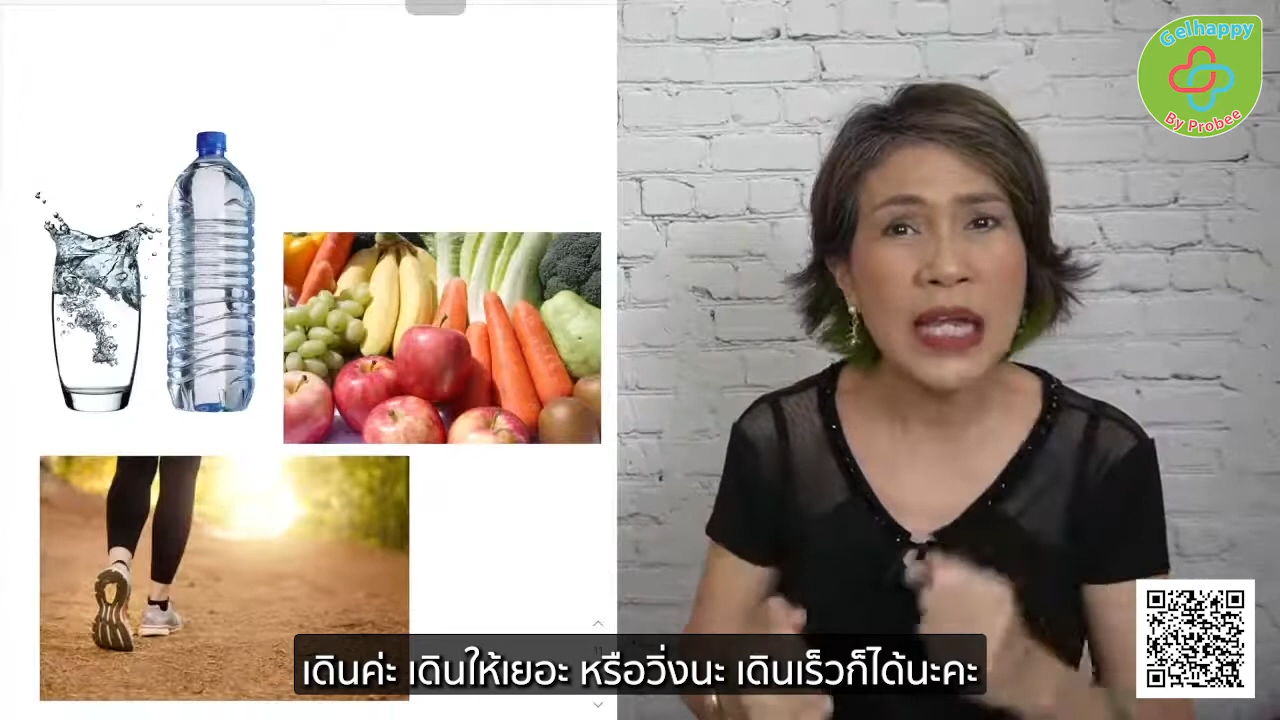 Gelhappy
By Probee
เดินค่ะ เดินให้เยอะ หรือวิ่งนะ เดินเร็วก็ได้นะคะ